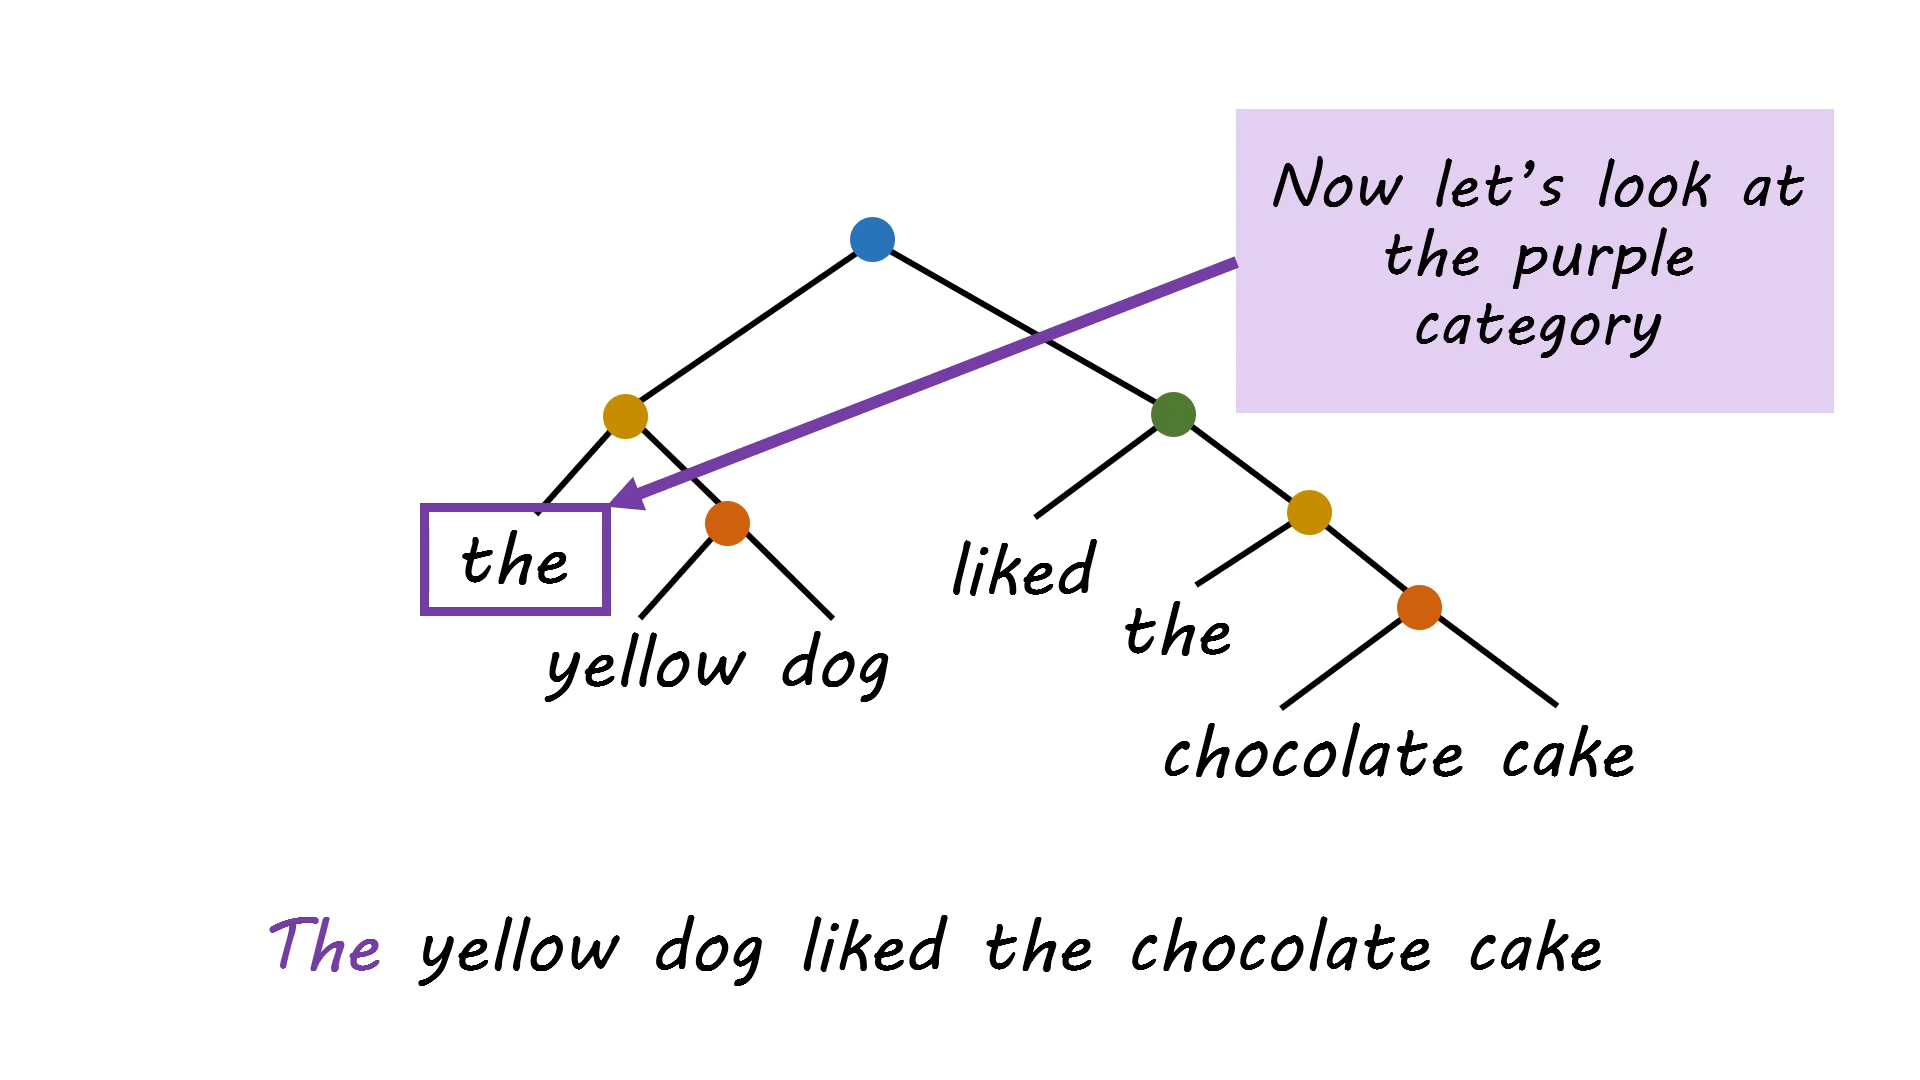 Now let's look at
the purple
category
the
liked
the
yellow dog
chocolate cake
The yellow dog liked the chocolate cake